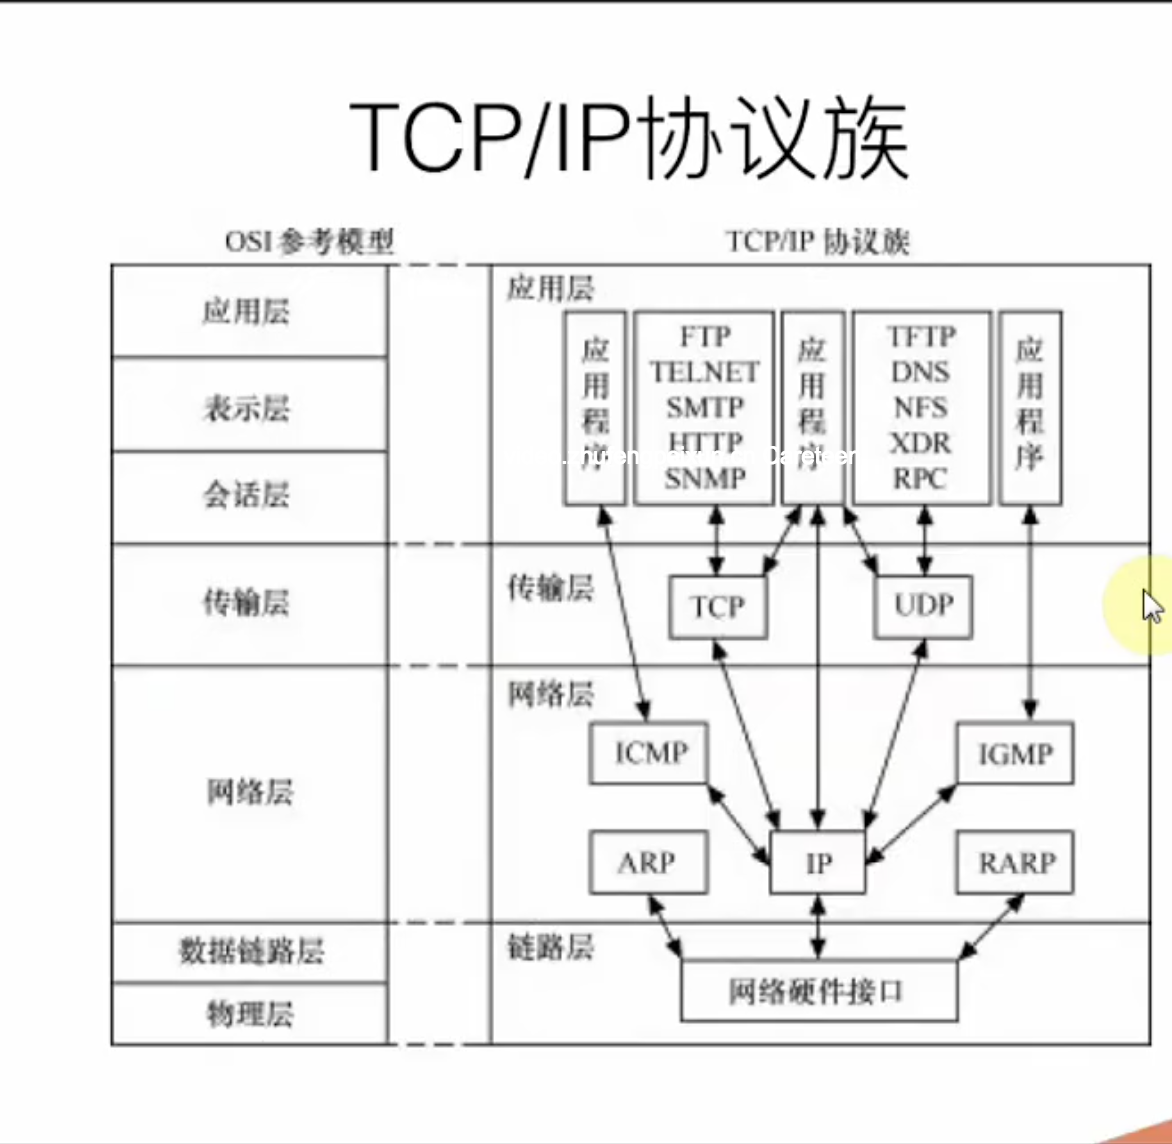 TCP/IP协议族
OSI 参考模型
TCP/IP 协议族
应用层
表示层
会话层
传输层
网络层
数据链路层
物理层
应用层
应用程序
FTP
TELNET
SMTP
HTTP
SNMP
应用程序
TFTP
DNS
NFS
XDR
RPC
应用程序
传输层
TCP
UDP
网络层
ICMP
IGMP
ARP
IP
RARP
链路层
网络硬件接口